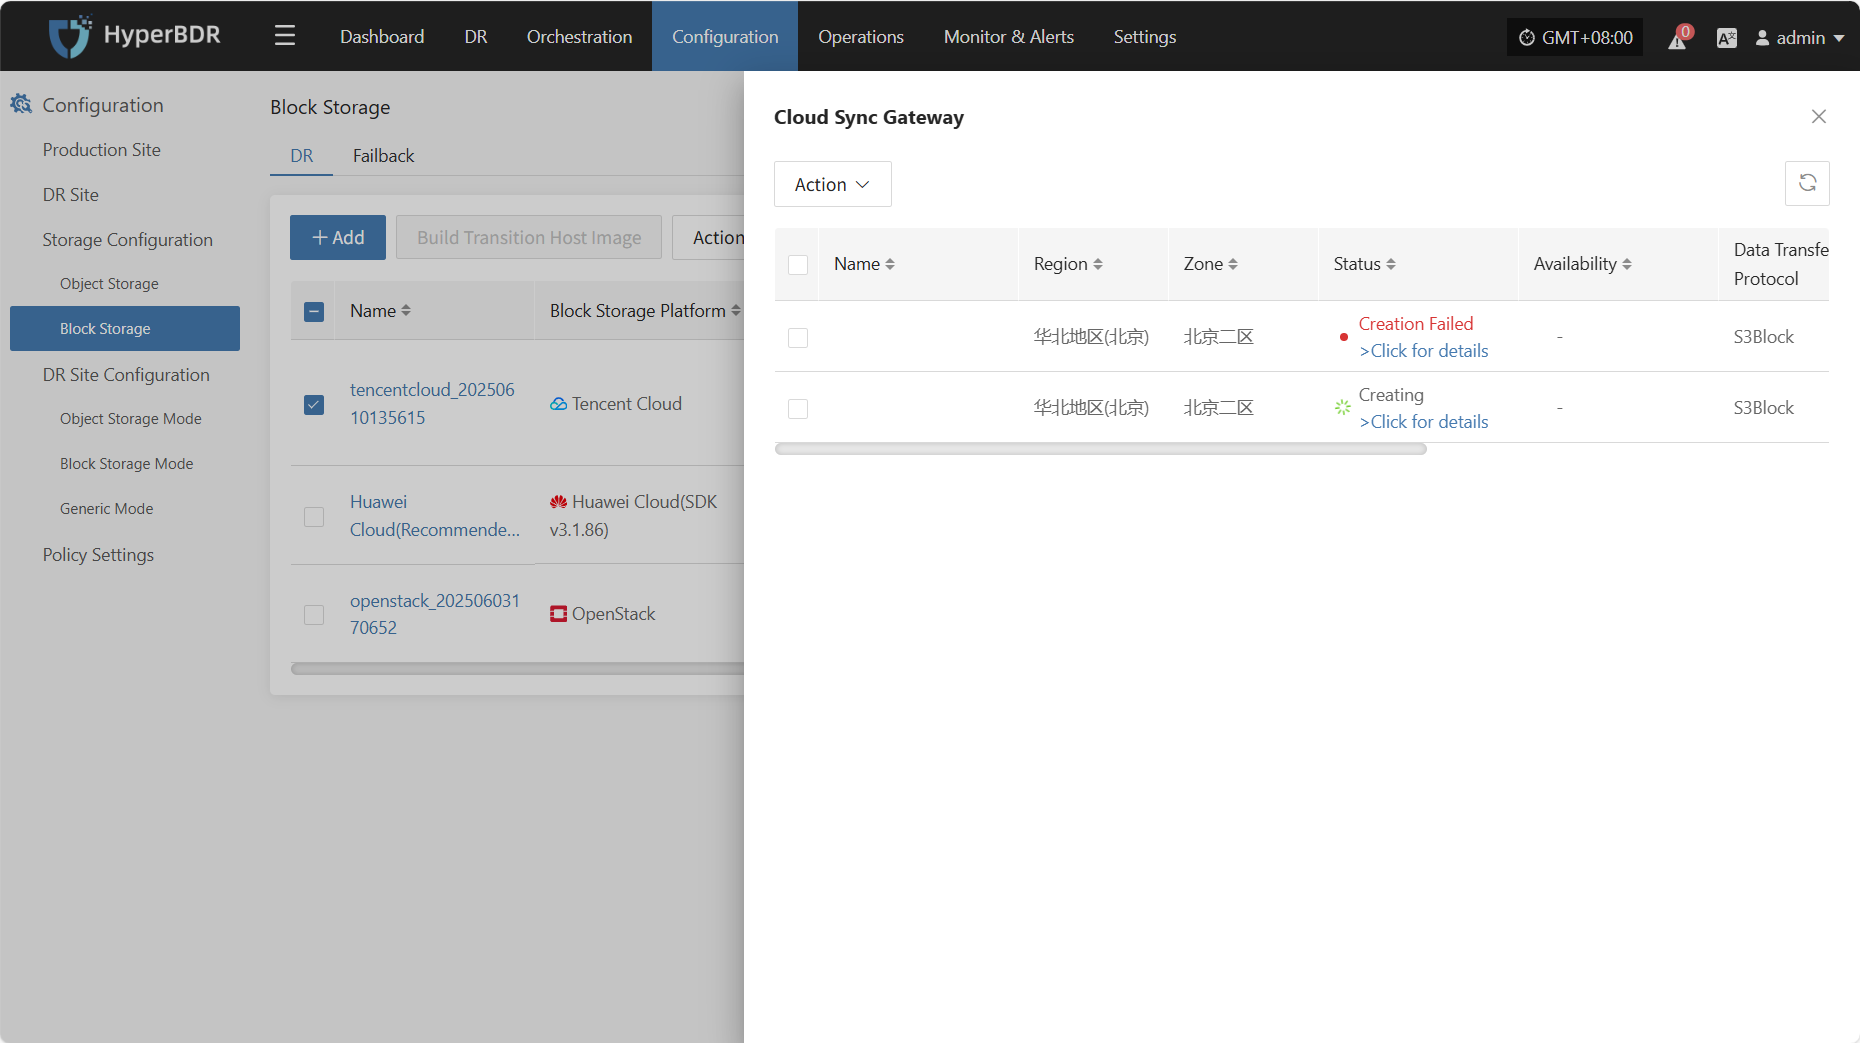 HyperBDR
Dashboard
DR
Orchestration
Configuration
Operations
Monitor & Alerts
Settings
GMT+08:00
0
admin
Configuration
Production Site
DR Site
Storage Configuration
Object Storage
Block Storage
DR Site Configuration
Object Storage Mode
Block Storage Mode
Generic Mode
Policy Settings
Block Storage
DR
Failback
Add
Build Transition Host Image
Action
Name
Block Storage Platform
tencentcloud_202506
10135615
Tencent Cloud
Huawei
Cloud(Recommende...
Huawei Cloud(SDK
v3.1.86)
openstack_202506031
70652
OpenStack
Cloud Sync Gateway
Action
Name
Region
Zone
Status
Availability
Data Transfe
Protocol
华北地区(北京)
北京二区
Creation Failed
>Click for details
-
S3Block
华北地区(北京)
北京二区
Creating
>Click for details
-
S3Block